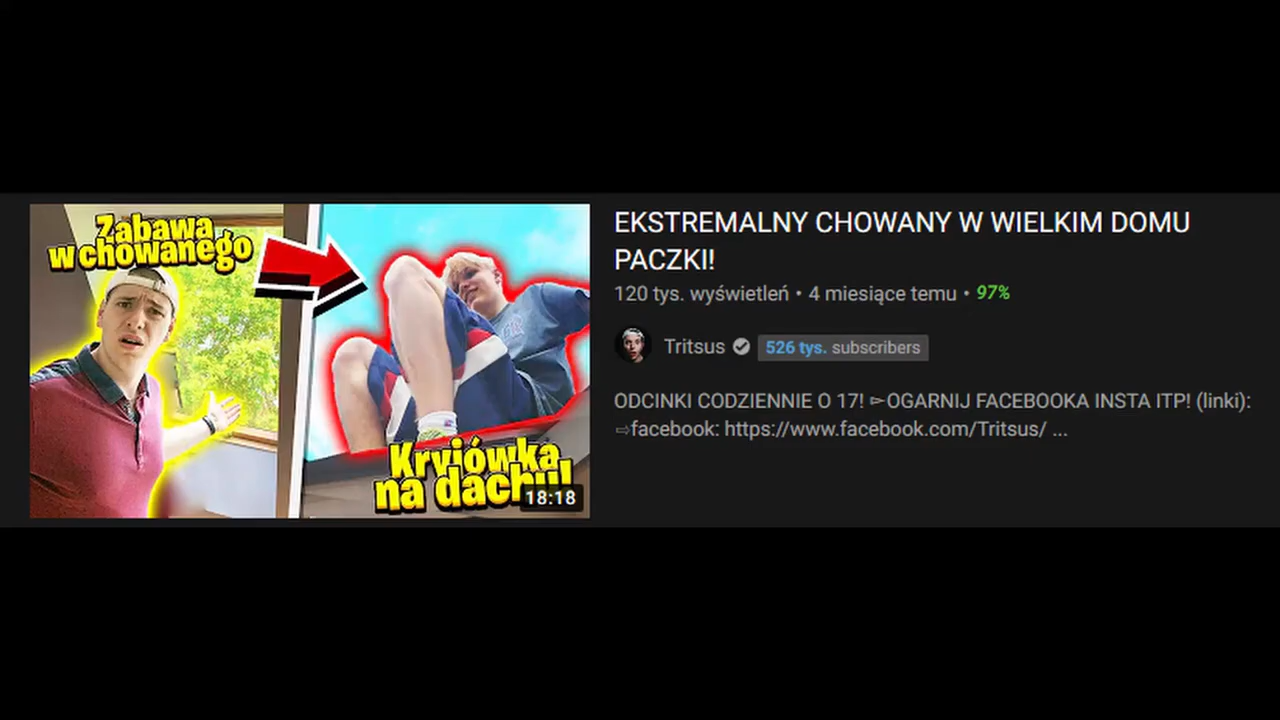 Zabawa
w chowanego
Kryjówka
na dachu!
18:18
EKSTREMALNY CHOWANY W WIELKIM DOMU
PACZKI!
120 tys. wyświetleń • 4 miesiące temu • 97%
Tritsus 526 tys. subscribers
ODCINKI CODZIENNIE O 17! ➻OGARNIJ FACEBOOKA INSTA ITP! (linki):
⇨facebook: https://www.facebook.com/Tritsus/ ...